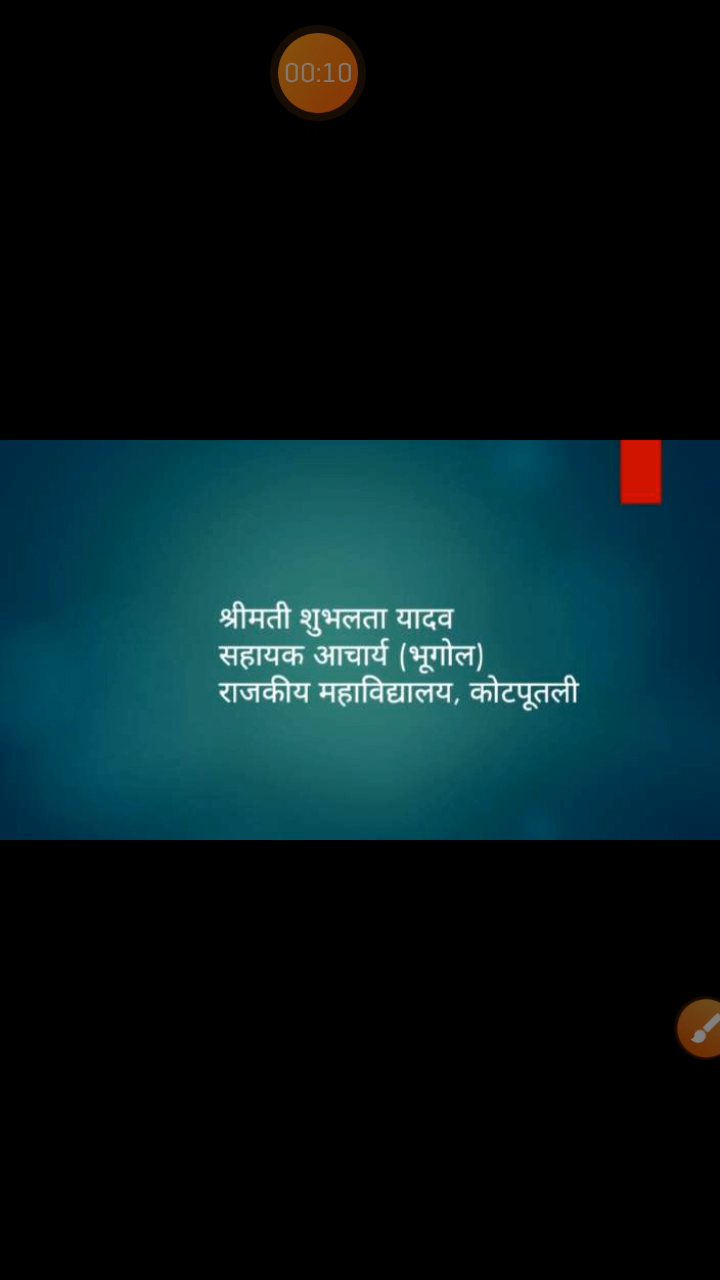 00:10
श्रीमती शुभलता यादव
सहायक आचार्य (भूगोल)
राजकीय महाविद्यालय, कोटपूतली